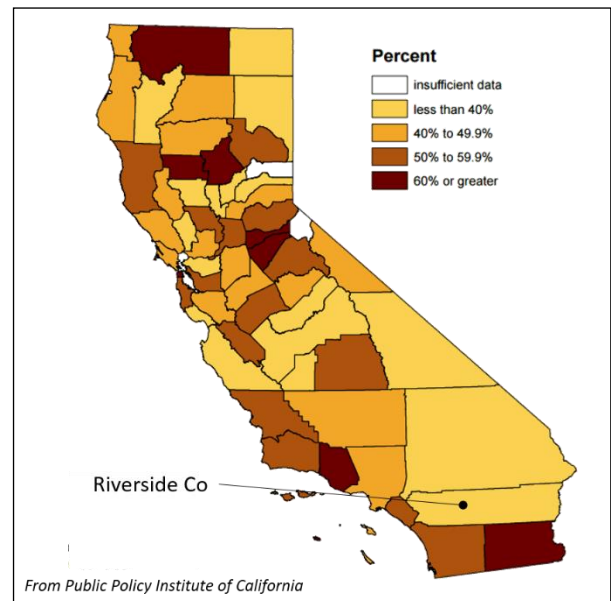 Percent
insufficient data
less than 40%
40% to 49.9%
50% to 59.9%
60% or greater
Riverside Co
From Public Policy Institute of California